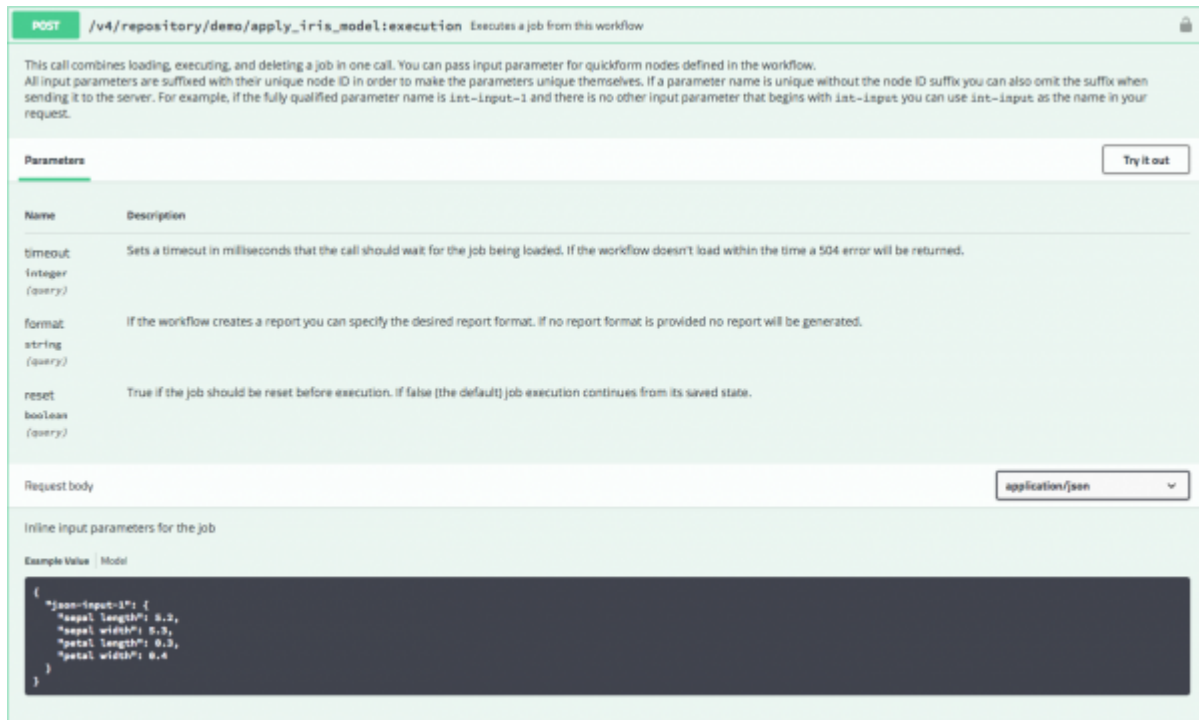 POST /v4/repository/demo/apply_iris_model:execution Executes a job from this workflow
This call combines loading, executing, and deleting a job in one call. You can pass input parameter for quickform nodes defined in the workflow.
All input parameters are suffixed with their unique node ID in order to make the parameters unique themselves. If a parameter name is unique without the node ID suffix you can also omit the suffix when
sending it to the server. For example, if the fully qualified parameter name is int-input-1 and there is no other input parameter that begins with int-input you can use int-input as the name in your
request.
Parameters
Try it out
Name Description
timeout Sets a timeout in milliseconds that the call should wait for the job being loaded. If the workflow doesn't load within the time a 504 error will be returned.
integer
(query)
format If the workflow creates a report you can specify the desired report format. If no report format is provided no report will be generated.
string
(query)
reset True if the job should be reset before execution. If false (the default) job execution continues from its saved state.
boolean
(query)
Request body
application/json
Inline input parameters for the job
Example Value | Model
{
"json-input-1": {
"sepal length": 5.2,
"sepal width": 5.3,
"petal length": 0.3,
"petal width": 0.4
}
}